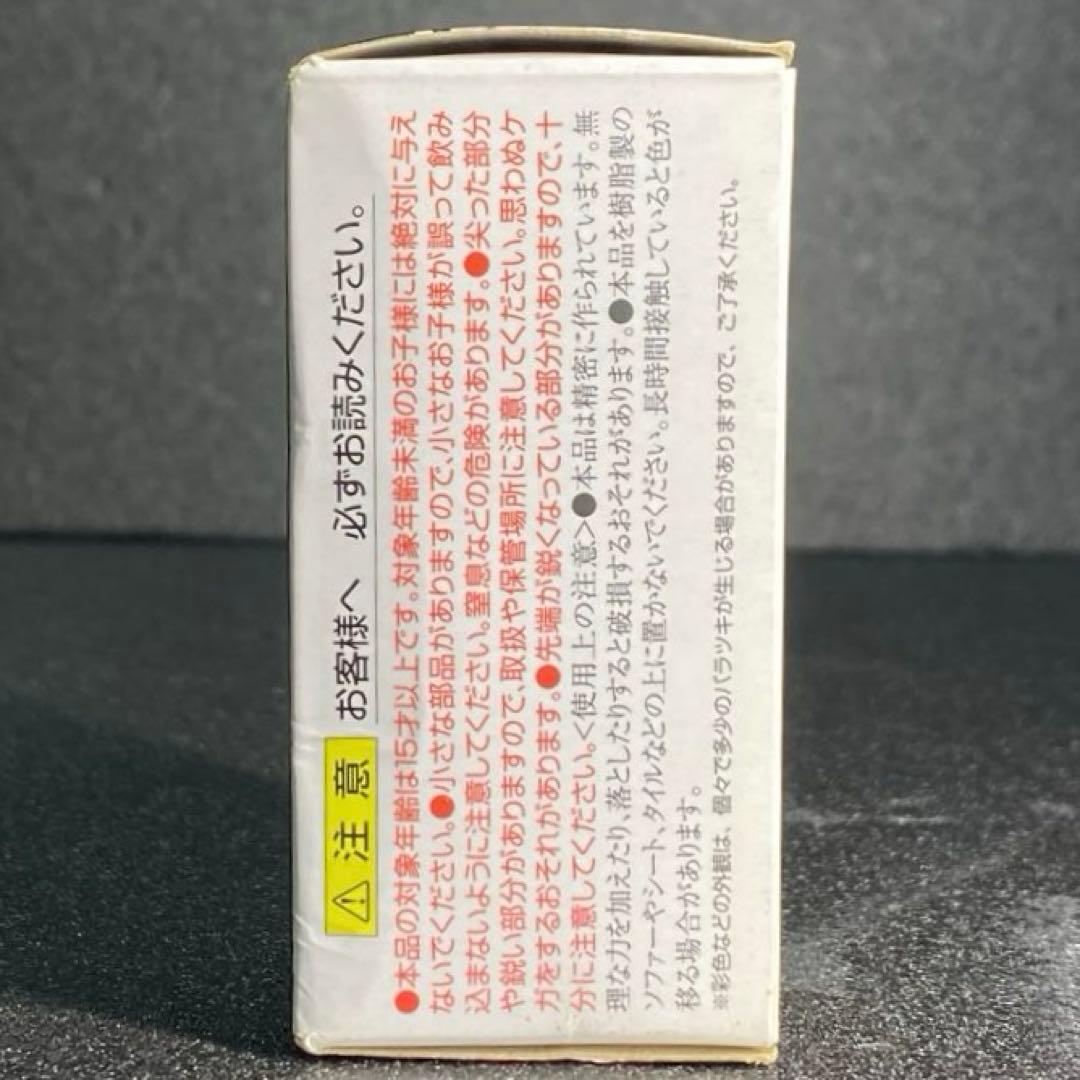 ⚠ 注 意 お客様へ 必ずお読みください。
●本品の対象年齢は15才以上です。対象年齢未満のお子様には絶対に与え
ないでください。●小さな部品がありますので、小さなお子様が誤って飲み
込まないように注意してください。窒息などの危険があります。●尖った部分
や鋭い部分がありますので、取扱や保管場所に注意してください。思わぬケ
ガをするおそれがあります。●先端が鋭くなっている部分がありますので、十
分に注意してください。<使用上の注意>●本品は精密に作られています。無
理な力を加えたり、落としたりすると破損するおそれがあります。●本品を樹脂製の
ソファーやシート、タイルなどの上に置かないでください。長時間接触していると色が
移る場合があります。
※彩色などの外観は、個々で多少のバラツキが生じる場合がありますので、ご了承ください。